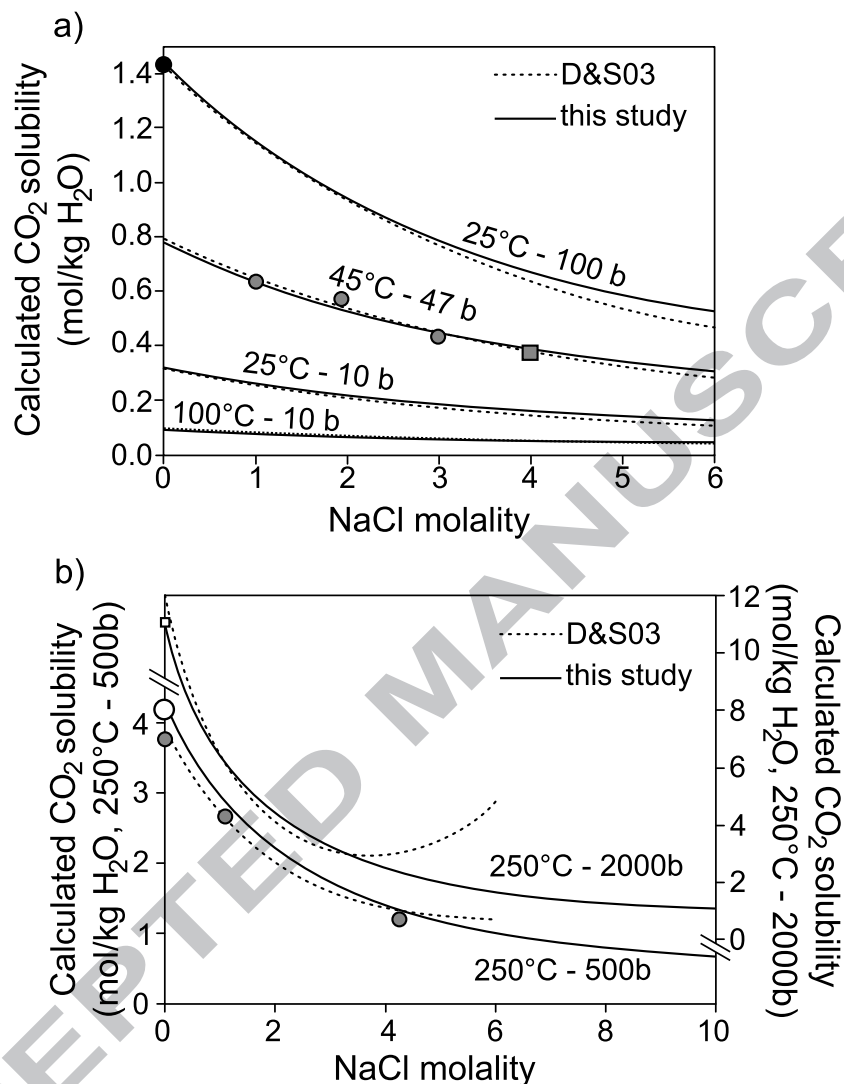 a)
Calculated CO2 solubility
(mol/kg H2O)
1.4
1.2
1.0
0.8
0.6
0.4
0.2
0.0
D&S03
this study
25°C - 100 b
45°C - 47 b
25°C - 10 b
100°C - 10 b
0 1 2 3 4 5 6
NaCl molality
b)
Calculated CO2 solubility
(mol/kg H2O, 250°C - 500b)
4
3
2
1
0
D&S03
this study
250°C - 2000b
250°C - 500b
12
10
8
6
4
2
0
Calculated CO2 solubility
(mol/kg H2O, 250°C - 2000b)
0 2 4 6 8 10
NaCl molality
EPTED MANUSCR